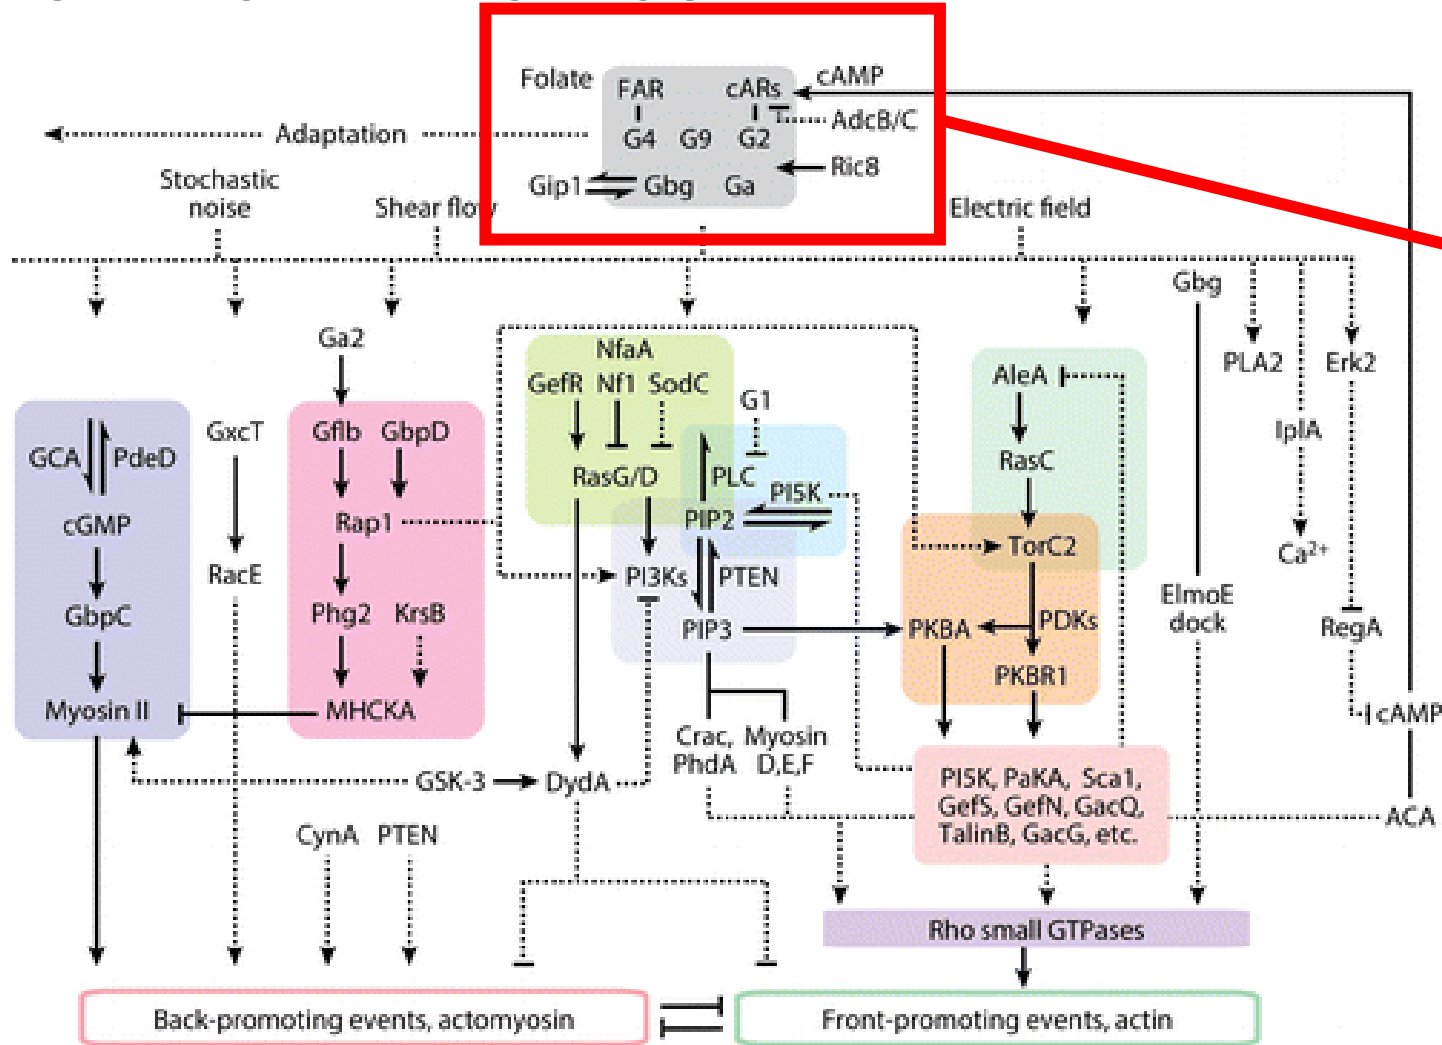 Folate FAR cARs cAMP
Adaptation G4 G9 G2 AdcB/C
Ric8
Gip1 Gbg Ga
Stochastic
noise
Shear flow
Electric field
Gbg
Ga2
NfaA
PLA2 Erk2
GefR Nf1 SodC
AleA
G1
GxcT
GfIb GbpD
IplA
GCA PdeD
RasG/D
PLC
RasC
PI5K
cGMP
Rap1
PIP2
TorC2
Ca²⁺
RacE
PI3Ks PTEN
ElmoE
dock
GbpC
Phg2 KrsB
PIP3
PKBA PDKs
RegA
PKBR1
Myosin II
MHCKA
cAMP
Crac,
PhdA
Myosin
D,E,F
GSK-3 DydA
PI5K, PaKA, Sca1,
GefS, GefN, GacQ,
TalinB, GacG, etc.
ACA
CynA PTEN
Rho small GTPases
Back-promoting events, actomyosin
Front-promoting events, actin